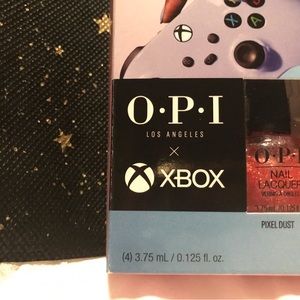 O·P·I
LOS ANGELES
×
XBOX
(4) 3.75 mL / 0.125 fl. oz.
O·P·I
NAIL
LACQUER
PIXEL DUST